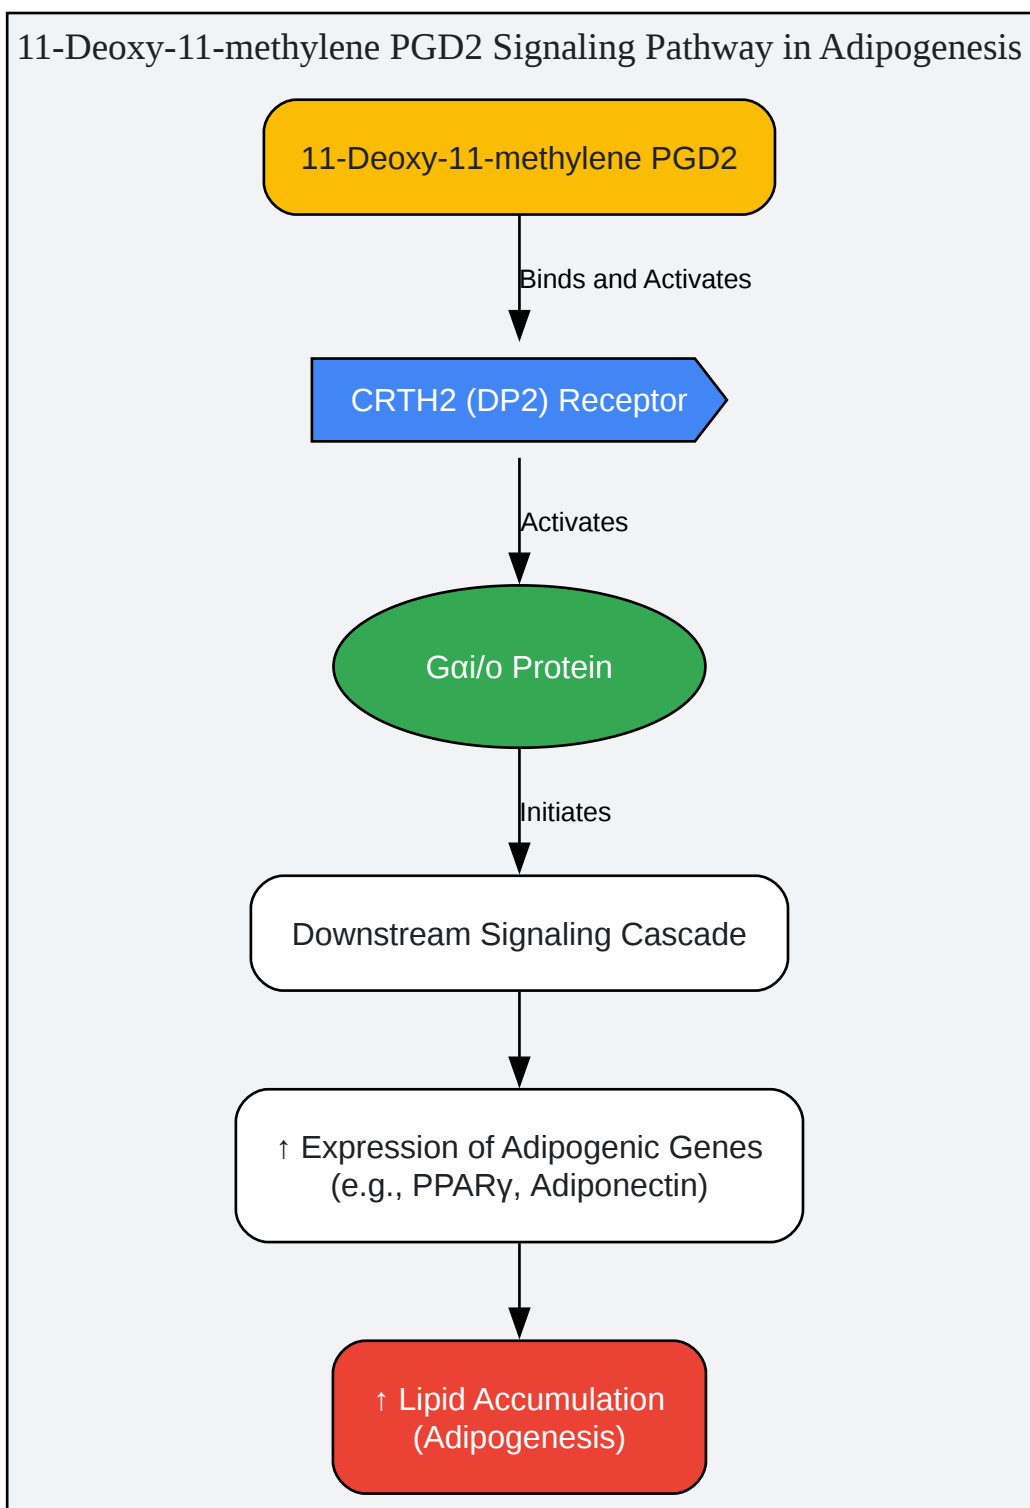 11-Deoxy-11-methylene PGD2 Signaling Pathway in Adipogenesis
11-Deoxy-11-methylene PGD2
Binds and Activates
CRTH2 (DP2) Receptor
Activates
Gαi/o Protein
Initiates
Downstream Signaling Cascade
↑ Expression of Adipogenic Genes
(e.g., PPARγ, Adiponectin)
↑ Lipid Accumulation
(Adipogenesis)